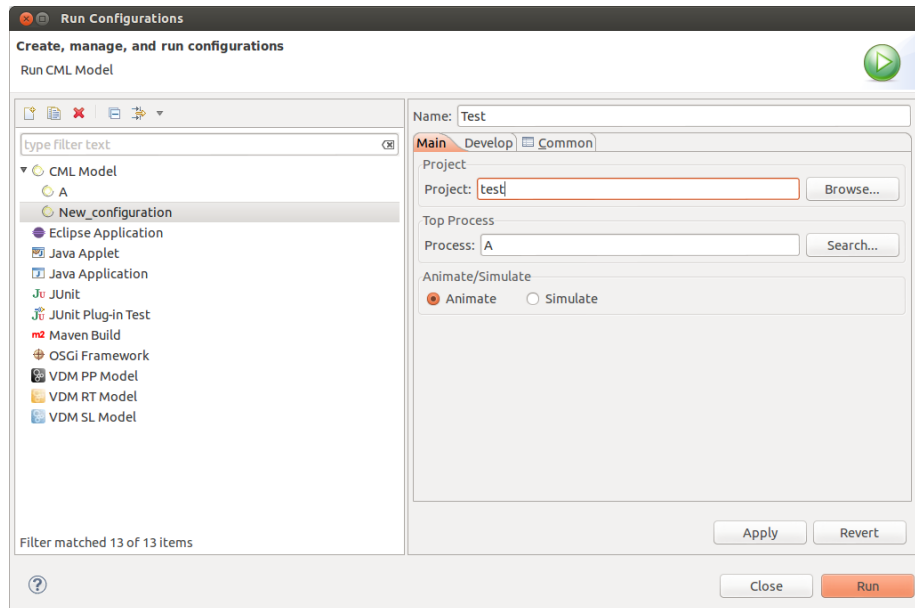 Run Configurations
Create, manage, and run configurations
Run CML Model
type filter text
CML Model
A
New_configuration
Eclipse Application
Java Applet
Java Application
Ju JUnit
Jü JUnit Plug-in Test
m2 Maven Build
OSGi Framework
VDM PP Model
VDM RT Model
VDM SL Model
Filter matched 13 of 13 items
Name: Test
Main Develop Common
Project
Project: test Browse...
Top Process
Process: A Search...
Animate/Simulate
Animate Simulate
Apply Revert
? Close Run